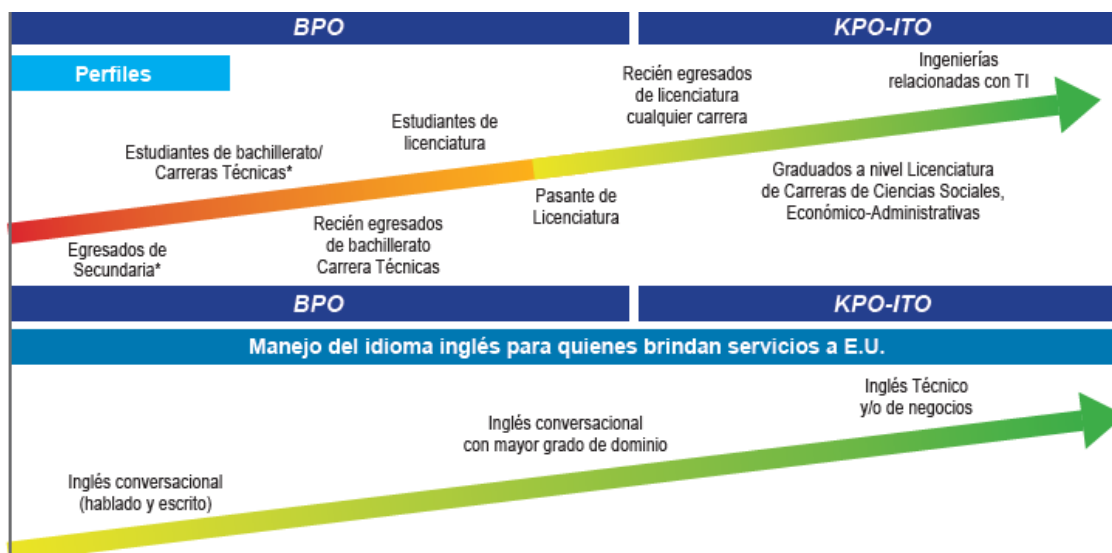 BPO
KPO-ITO
Perfiles
Ingenierías
relacionadas con TI
Recién egresados
de licenciatura
cualquier carrera
Estudiantes de
licenciatura
Estudiantes de bachillerato/
Carreras Técnicas*
Graduados a nivel Licenciatura
de Carreras de Ciencias Sociales,
Económico-Administrativas
Pasante de
Licenciatura
Recién egresados
de bachillerato
Carrera Técnicas
Egresados de
Secundaria*
BPO
KPO-ITO
Manejo del idioma inglés para quienes brindan servicios a E.U.
Inglés Técnico
y/o de negocios
Inglés conversacional
con mayor grado de dominio
Inglés conversacional
(hablado y escrito)